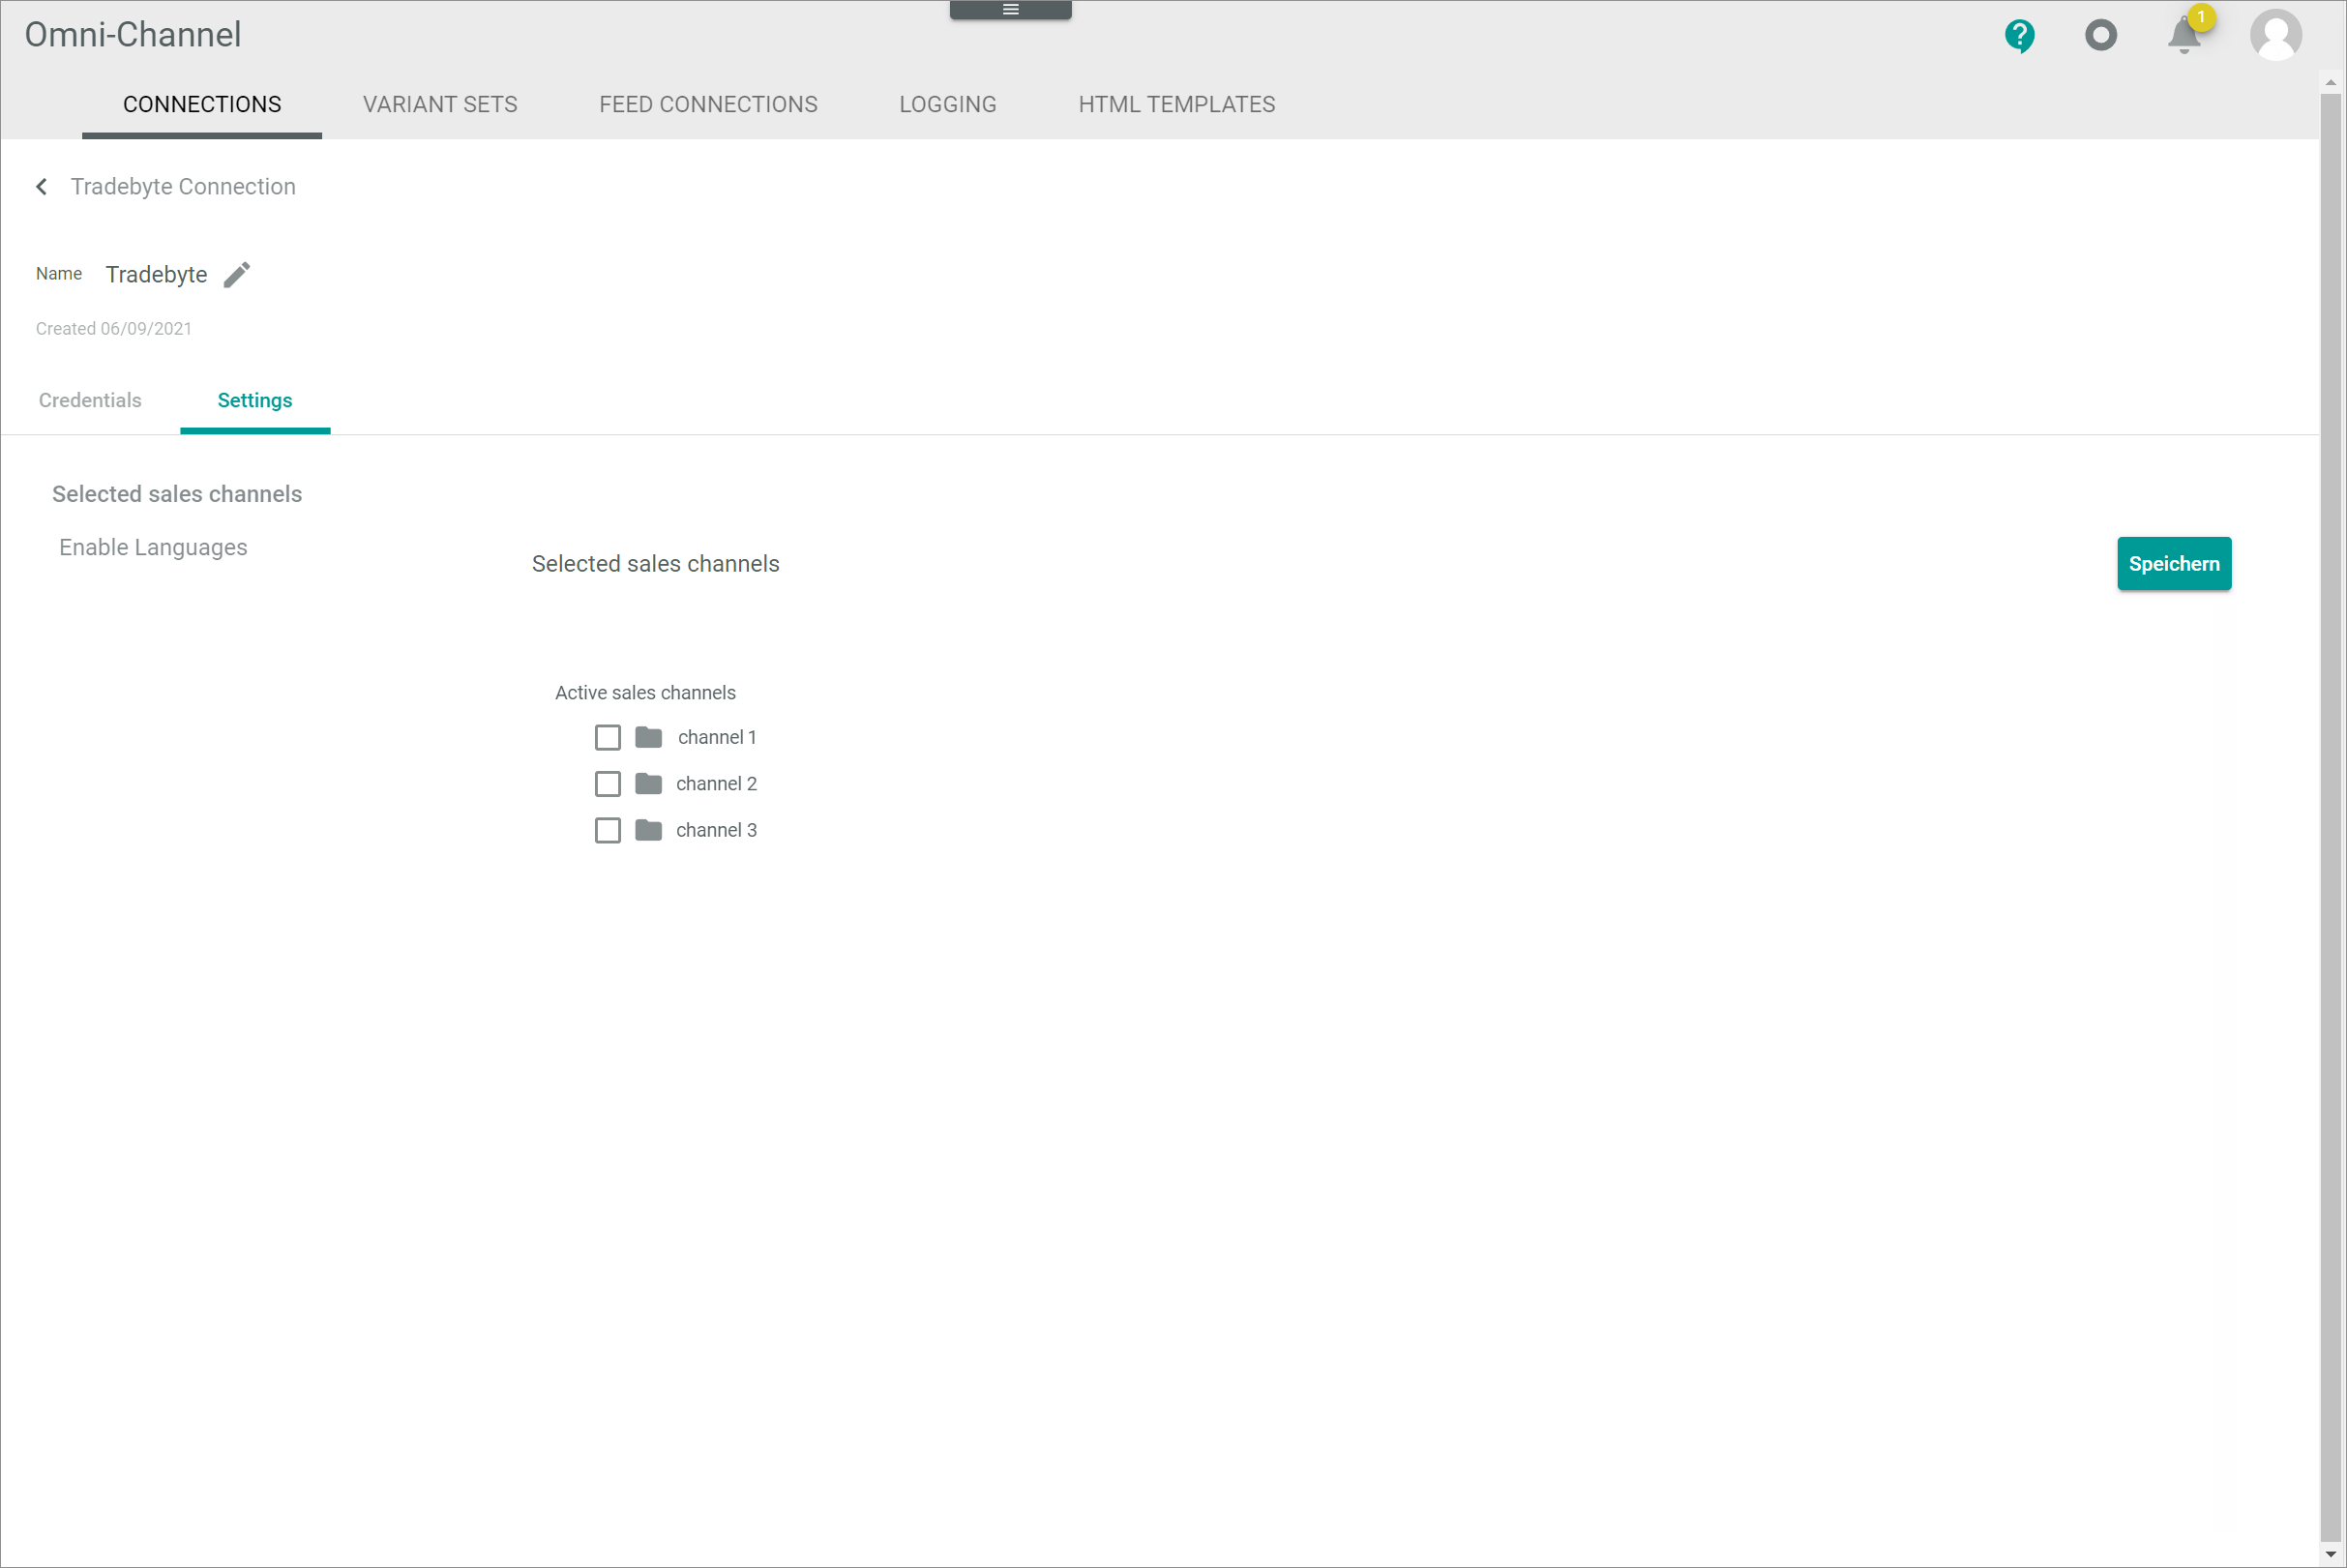 Omni-Channel
1
CONNECTIONS VARIANT SETS FEED CONNECTIONS LOGGING HTML TEMPLATES
Tradebyte Connection
Name Tradebyte
Created 06/09/2021
Credentials Settings
Selected sales channels
Enable Languages
Selected sales channels Speichern
Active sales channels
channel 1
channel 2
channel 3